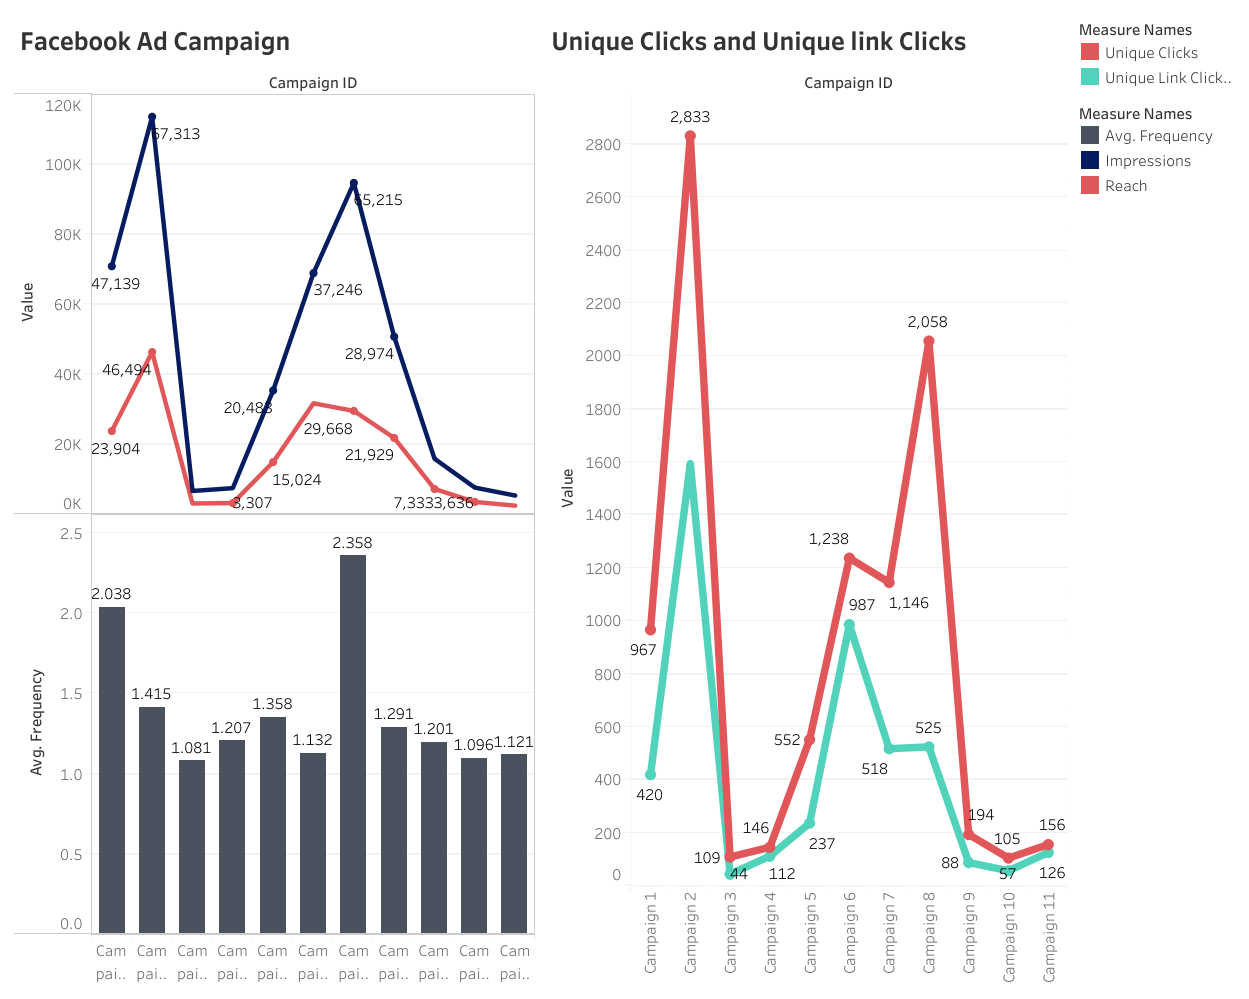 Facebook Ad Campaign
Campaign ID
120K
100K
80K
60K
40K
20K
0K
Value
67,313
65,215
47,139
37,246
28,974
46,494
20,483
29,668
23,904
21,929
15,024
3,307
7,333
3,636
2.5
2.0
1.5
1.0
0.5
0.0
Avg. Frequency
2.038
1.415
1.081
1.207
1.358
1.132
2.358
1.291
1.201
1.096
1.121
Cam pai..
Cam pai..
Cam pai..
Cam pai..
Cam pai..
Cam pai..
Cam pai..
Cam pai..
Cam pai..
Cam pai..
Cam pai..
Unique Clicks and Unique link Clicks
Campaign ID
2800
2600
2400
2200
2000
1800
1600
1400
1200
1000
800
600
400
200
0
Value
2,833
2,058
1,238
987
1,146
967
552
525
518
420
237
194
146
109
44
112
88
105
57
156
126
Campaign 1
Campaign 2
Campaign 3
Campaign 4
Campaign 5
Campaign 6
Campaign 7
Campaign 8
Campaign 9
Campaign 10
Campaign 11
Measure Names
Unique Clicks
Unique Link Click..
Measure Names
Avg. Frequency
Impressions
Reach